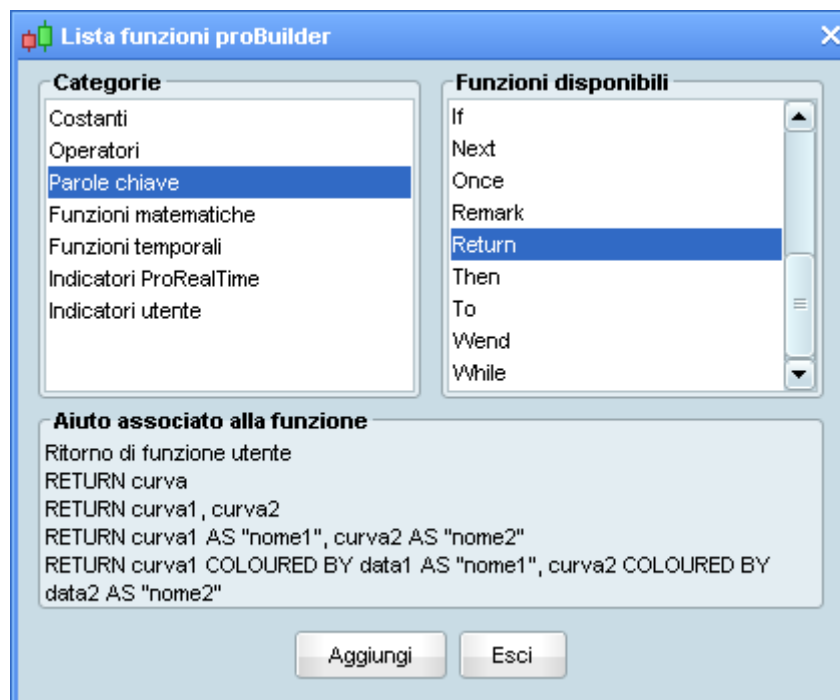 Lista funzioni proBuilder
Categorie
Costanti
Operatori
Parole chiave
Funzioni matematiche
Funzioni temporali
Indicatori ProRealTime
Indicatori utente
Funzioni disponibili
If
Next
Once
Remark
Return
Then
To
Wend
While
Aiuto associato alla funzione
Ritorno di funzione utente
RETURN curva
RETURN curva1, curva2
RETURN curva1 AS "nome1", curva2 AS "nome2"
RETURN curva1 COLOURED BY data1 AS "nome1", curva2 COLOURED BY
data2 AS "nome2"
Aggiungi
Esci